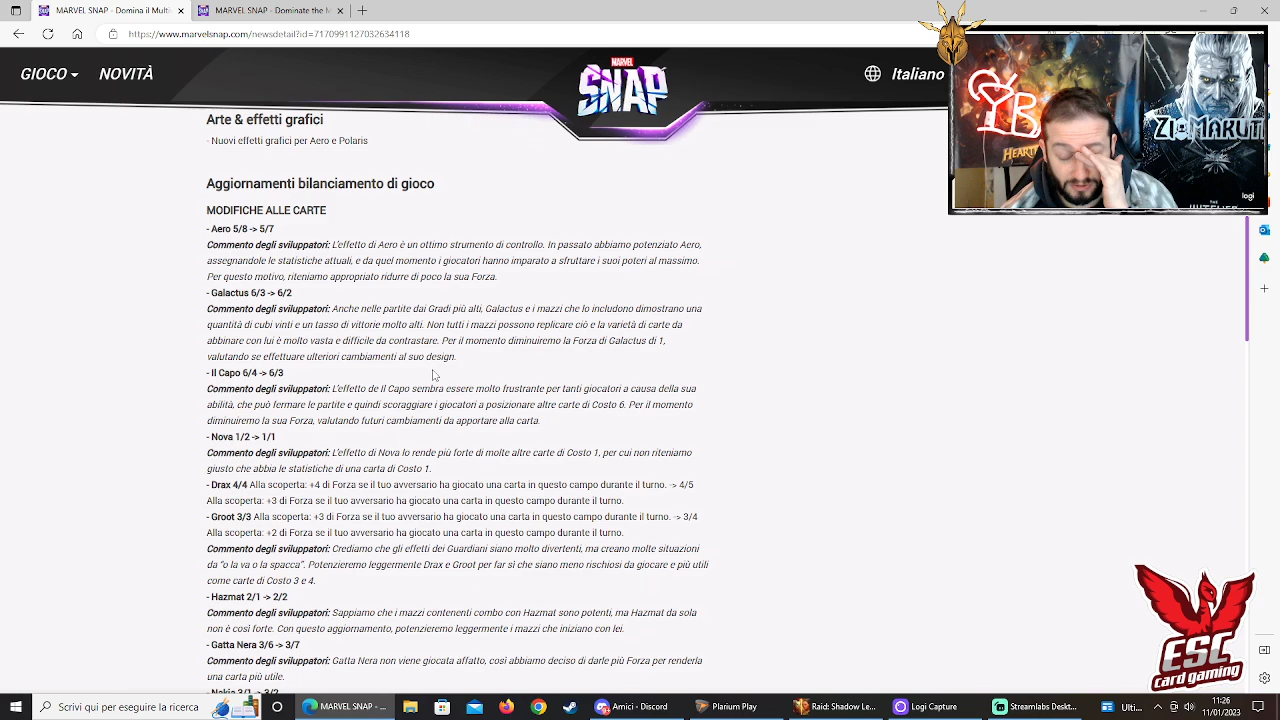 MARVEL SNAP - Domina il Multi
MARVEL SNAP - Dominate the M
https://www.marvelsnap.com/newsdetail?id=7170991127032634118
GIOCO
NOVITÀ
MARVEL
SNAP
Italiano
Arte & effetti grafici
- Nuovi effetti grafici per Aero e Polaris
Aggiornamenti bilanciamento di gioco
MODIFICHE ALLE CARTE
- Aero 5/8 -> 5/7
Commento degli sviluppatori: L'effetto di Aero è un ottimo strumento di controllo. In passato abbiamo potenziato Aero,
assegnandole le statistiche attuali, e da quel momento i giocatori hanno imparato a sfruttare i suoi poteri al massimo.
Per questo motivo, riteniamo appropriato ridurre di poco la sua Forza.
- Galactus 6/3 -> 6/2
Commento degli sviluppatori: Anche nelle partite dai Gradi più alti, Galactus e i mazzi che lo includono dimostrano una
quantità di cubi vinti e un tasso di vittorie molto alti. Non tutti i mazzi possono replicare ciò e la varietà di carte da
abbinare con lui è molto vasta e difficile da contrastare. Per il momento diminuiremo la Forza di Galactus di 1,
valutando se effettuare ulteriori cambiamenti al suo design.
- Il Capo 6/4 -> 6/3
Commento degli sviluppatori: L'effetto de Il Capo sembra essere molto frustrante per tanti giocatori a causa della sua
abilità, che può fermare le partite e quindi scoraggiare i giocatori a posizionare altre carte di Costo 6. Per il momento
diminuiremo la sua Forza, valutando futuri cambiamenti da apportare alla carta.
- Nova 1/2 -> 1/1
Commento degli sviluppatori: L'effetto di Nova lo rende più forte di molte altre carte di Costo 1, per cui non riteniamo
giusto che abbia le statistiche di una carta di Costo 1.
- Drax 4/4 Alla scoperta: +4 di Forza se il tuo avversario ha giocato una carta in questo campo durante il turno. -> 4/5
Alla scoperta: +3 di Forza se il tuo avversario ha giocato una carta in questo campo durante il turno.
- Groot 3/3 Alla scoperta: +3 di Forza se il tuo avversario ha giocato una carta in questo campo durante il turno. -> 3/4
Alla scoperta: +2 di Forza se il tuo avversario ha giocato una carta in questo campo durante il turno.
Commento degli sviluppatori: Crediamo che gli effetti dei Guardiani siano molto divertenti, ma creano molte situazioni
da "o la va o la spacca". Potenzieremo leggermente Drax e Groot per far sì che siano meno rischiosi da giocare e più utili
come carte di Costo 3 e 4.
- Hazmat 2/1 -> 2/2
Commento degli sviluppatori: Sappiamo che i mazzi contenenti combo con Hazmat sono potenti, ma Hazmat da sola
non è così forte. Con questo aggiornamento, potenzieremo leggermente i mazzi che iniziano con lei.
- Gatta Nera 3/6 -> 3/7
Commento degli sviluppatori: Gatta Nera non viene giocata affatto, così abbiamo deciso di darle più Forza per renderla
una carta più utile.
- Nakia 3/1 -> 3/2
YB
HEARTH
ZIOMARUT
logi
THE
WITCHER
ESC
card gaming
Scrivi qui per eseguire la ricerca
MARVEL SNAP - ...
Amici - Discord
Planium Play
Raid: Shadow Le...
Logi Capture
Streamlabs Deskt...
11:26
11/01/2023